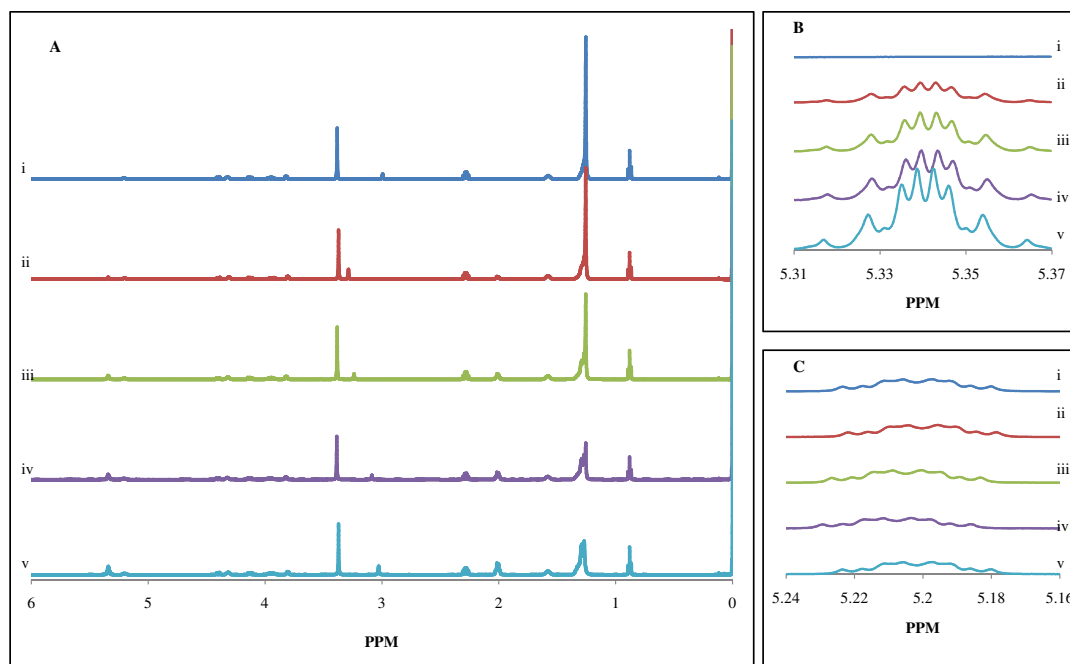 A
i
ii
iii
iv
v
6 5 4 3 2 1 0
PPM
B
i
ii
iii
iv
v
5.31 5.33 5.35 5.37
PPM
C
i
ii
iii
iv
v
5.24 5.22 5.2 5.18 5.16
PPM